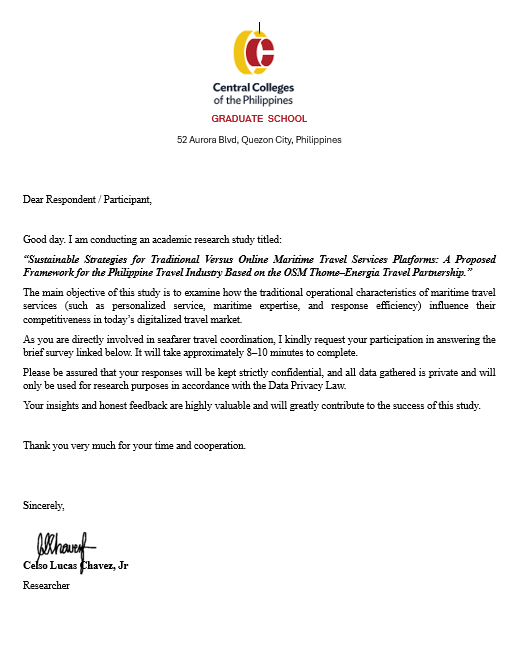 Central Colleges
of the Philippines
GRADUATE SCHOOL
52 Aurora Blvd, Quezon City, Philippines
Dear Respondent / Participant,
Good day. I am conducting an academic research study titled:
“Sustainable Strategies for Traditional Versus Online Maritime Travel Services Platforms: A Proposed
Framework for the Philippine Travel Industry Based on the OSM Thome–Energia Travel Partnership.”
The main objective of this study is to examine how the traditional operational characteristics of maritime travel
services (such as personalized service, maritime expertise, and response efficiency) influence their
competitiveness in today’s digitalized travel market.
As you are directly involved in seafarer travel coordination, I kindly request your participation in answering the
brief survey linked below. It will take approximately 8–10 minutes to complete.
Please be assured that your responses will be kept strictly confidential, and all data gathered is private and will
only be used for research purposes in accordance with the Data Privacy Law.
Your insights and honest feedback are highly valuable and will greatly contribute to the success of this study.
Thank you very much for your time and cooperation.
Sincerely,
Celso Lucas Chavez, Jr
Researcher